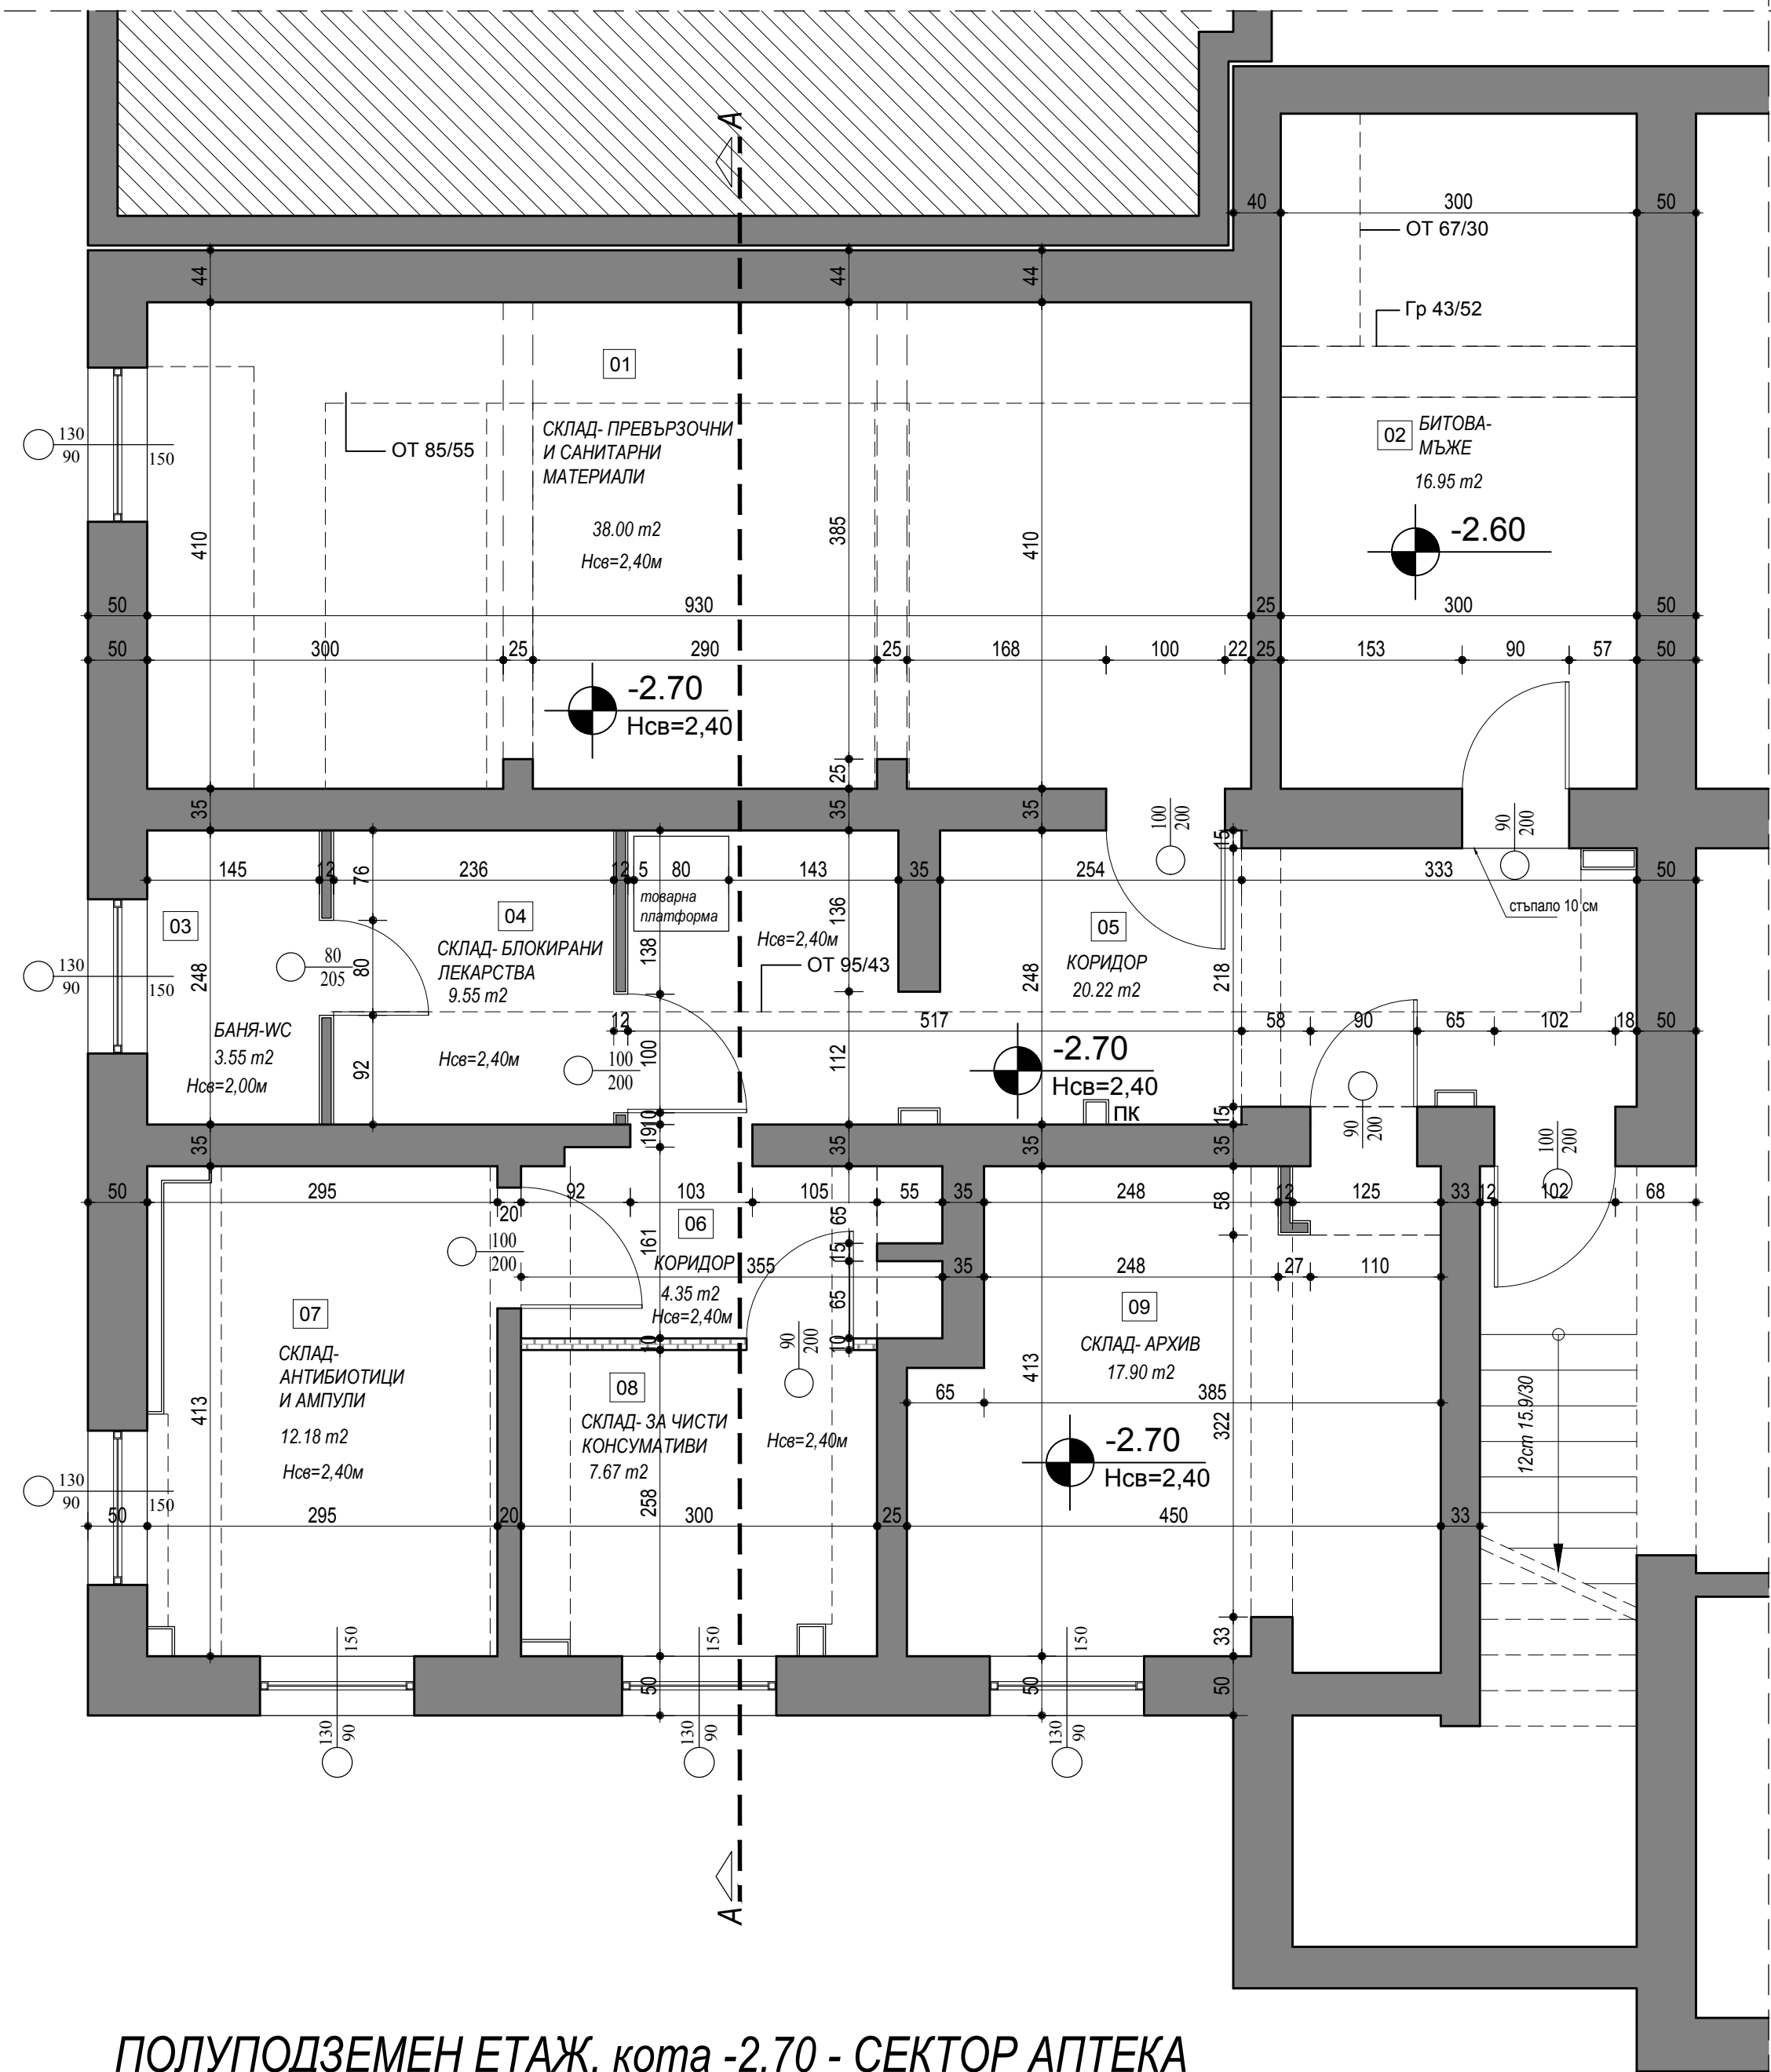 A
40 300 50
ОТ 67/30
44 44 44
Гр 43/52
01
СКЛАД- ПРЕВЪРЗОЧНИ
И САНИТАРНИ
МАТЕРИАЛИ
38.00 m2
Нсв=2,40м
ОТ 85/55
130
90
150
02
БИТОВА-
МЪЖЕ
16.95 m2
-2.60
410 385 410
50 930 25 300 50
50 300 25 290 25 168 100 22 25 153 90 57 50
-2.70
Нсв=2,40
25
35 35 35
100
200
15
90
200
145 12 76 236 12 5 80 143 35 254 333 50
товарна
платформа
стъпало 10 см
03
04
05
136
138
Нсв=2,40м
ОТ 95/43
СКЛАД- БЛОКИРАНИ
ЛЕКАРСТВА
9.55 m2
КОРИДОР
20.22 m2
80
205
80
130
90
150
248 248 218
БАНЯ-WC
3.55 m2
Нсв=2,00м
12 517 58 90 65 102 18 50
Нсв=2,40м
92
100
200
100
112
-2.70
Нсв=2,40
ПК
15
90
200
100
200
10
19
35 35 35 35
50 295 92 103 105 55 35 248 12 125 33 12 102 68
20
06
65
58
100
200
161
15
КОРИДОР
355 35 248 27 110
4.35 m2
Нсв=2,40м
65
07
09
10
90
200
10
СКЛАД-
АНТИБИОТИЦИ
И АМПУЛИ
12.18 m2
Нсв=2,40м
413
СКЛАД- АРХИВ
17.90 m2
413
08
65 385
СКЛАД- ЗА ЧИСТИ
КОНСУМАТИВИ
7.67 m2
Нсв=2,40м
322
12ст 15.9/30
-2.70
Нсв=2,40
130
90
150
258
50 295 20 300 25 450 33
150 150 150
33
50 50 50
130
90
130
90
130
90
A
ПОЛУПОДЗЕМЕН ЕТАЖ, кота -2.70 - СЕКТОР АПТЕКА